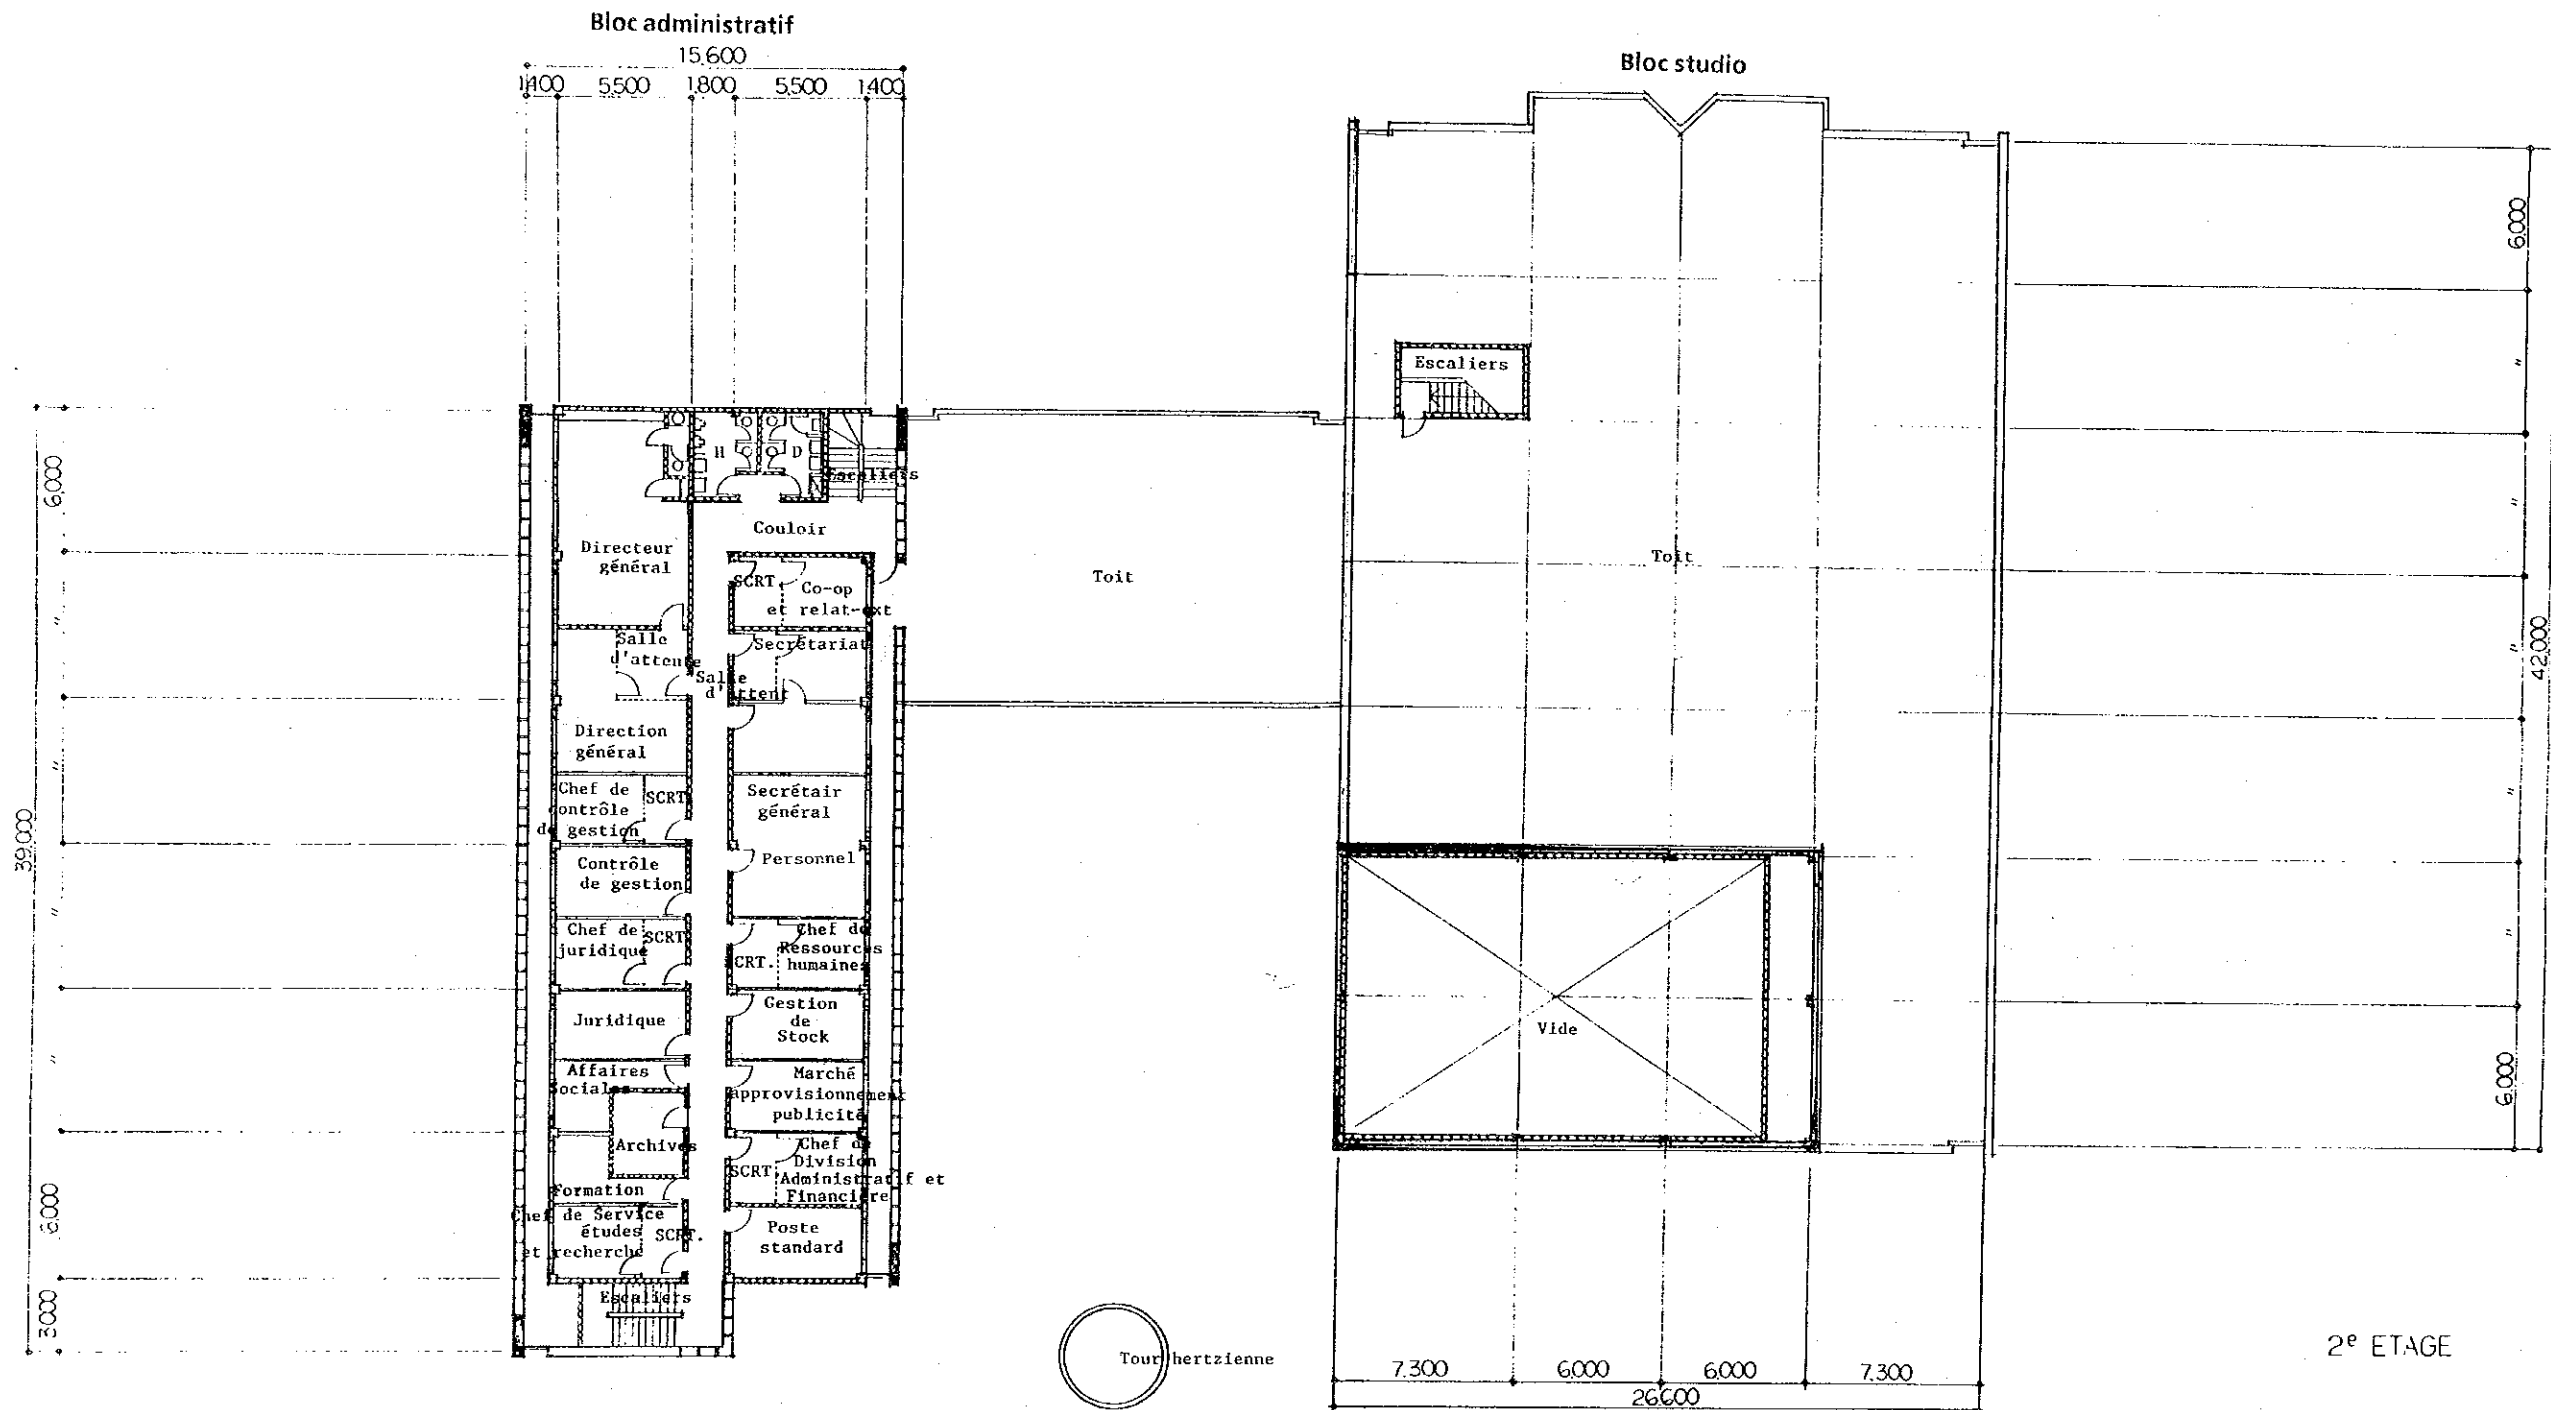 Bloc administratif
15.600
1400 5,500 1,800 5,500 1400
Bloc studio
6,000
"
"
"
"
"
6,000
42,000
Escaliers
6,000
"
"
"
"
6,000
3,000
39,000
H D
Escaliers
Couloir
Directeur
général
SCRT.
Co-op
et relat-ext
Toit
Toit
Salle
d'attente
Secrétariat
Salle
d'attent
Direction
général
Chef de
contrôle
de gestion
SCRT
Secrétair
général
Contrôle
de gestion
Personnel
Chef de
juridique
SCRT
CRT.
Chef de
Ressources
humaines
Juridique
Gestion
de
Stock
Vide
Affaires
Sociales
Marché
approvisionnement
publicité
Archives
SCRT.
Chef de
Division
Administratif et
Financière
Formation
Chef de Service
études
et recherche
SCRT.
Poste
standard
Escaliers
Tour hertzienne
7.300 6,000 6,000 7.300
26,600
2e ETAGE